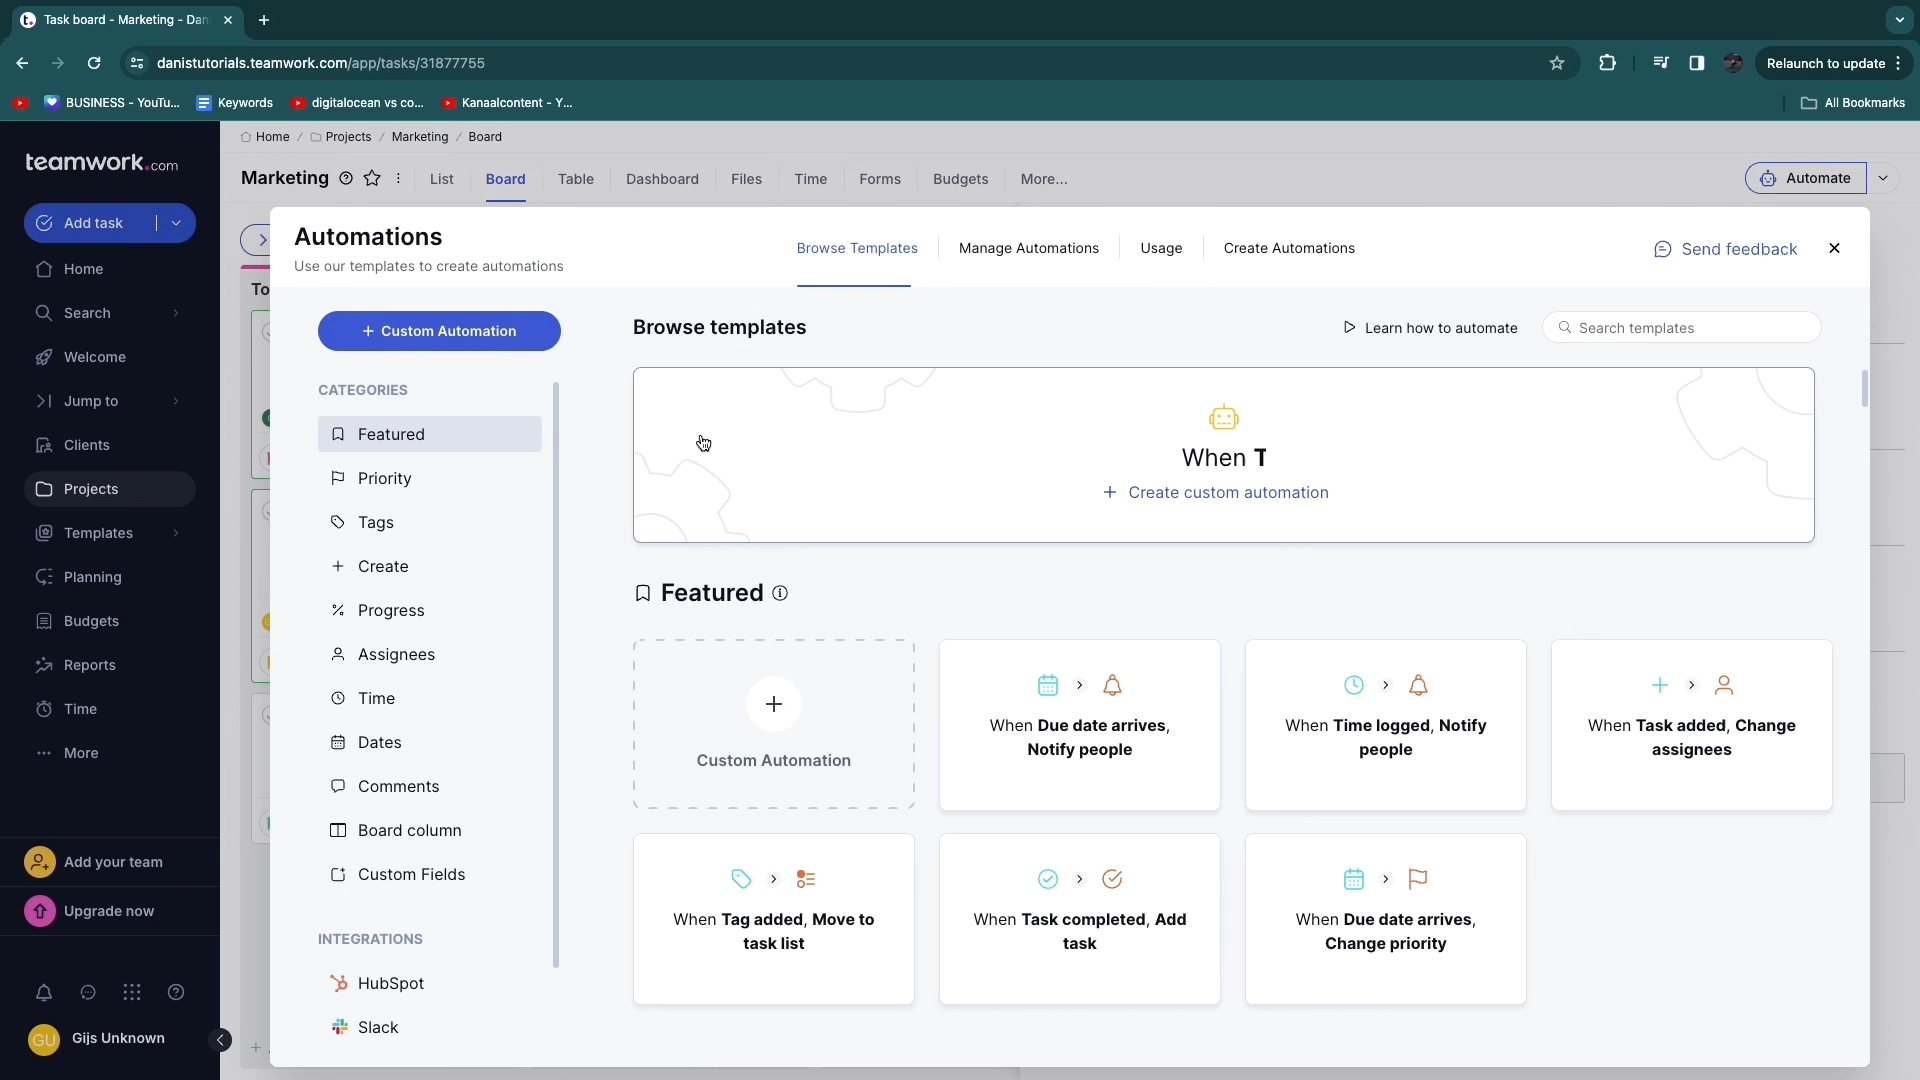 Task board - Marketing - Dan
danistutorials.teamwork.com/app/tasks/31877755
Relaunch to update
BUSINESS - YouTu...
Keywords
digitalocean vs co...
Kanaalcontent - Y...
All Bookmarks
teamwork.com
Add task
Home
Search
Welcome
Jump to
Clients
Projects
Templates
Planning
Budgets
Reports
Time
More
Add your team
Upgrade now
GU Gijs Unknown
Home / Projects / Marketing / Board
Marketing
List
Board
Table
Dashboard
Files
Time
Forms
Budgets
More...
Automate
To
Automations
Use our templates to create automations
Browse Templates
Manage Automations
Usage
Create Automations
Send feedback
+ Custom Automation
CATEGORIES
Featured
Priority
Tags
Create
Progress
Assignees
Time
Dates
Comments
Board column
Custom Fields
INTEGRATIONS
HubSpot
Slack
Browse templates
Learn how to automate
Search templates
When T
+ Create custom automation
Featured
Custom Automation
When Due date arrives,
Notify people
When Time logged, Notify
people
When Task added, Change
assignees
When Tag added, Move to
task list
When Task completed, Add
task
When Due date arrives,
Change priority